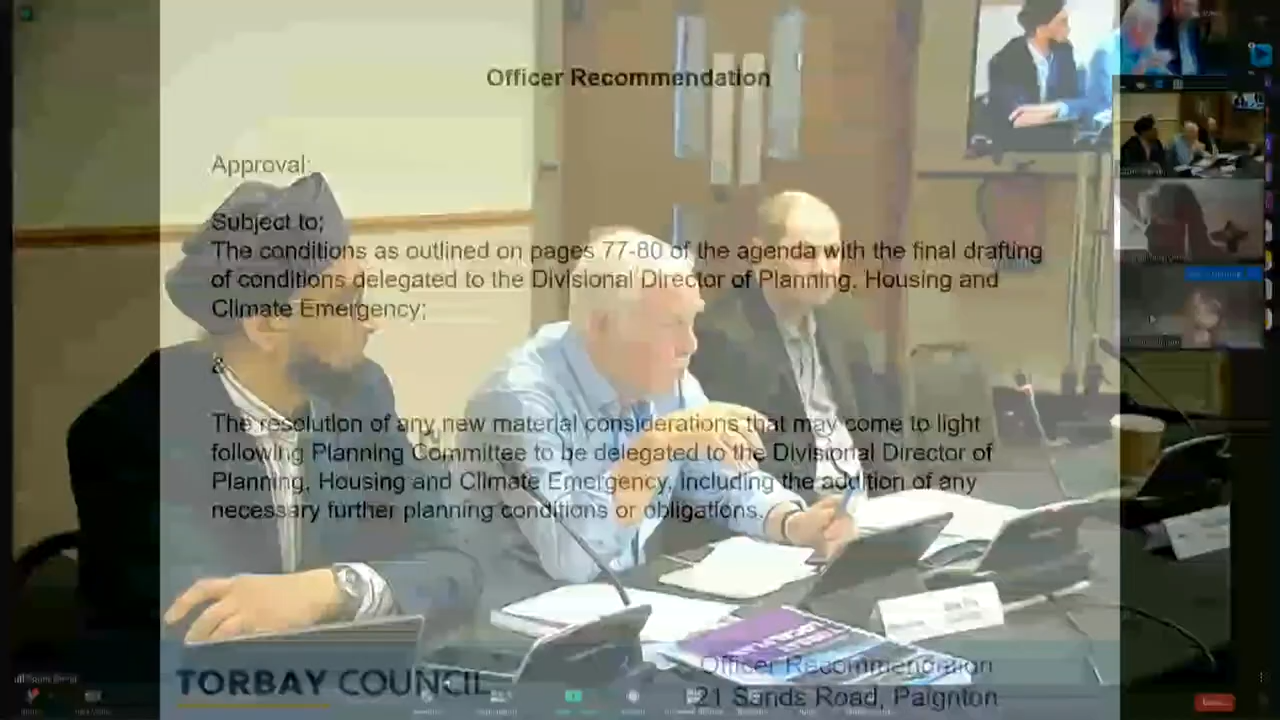 Officer Recommendation
Approval;
Subject to;
The conditions as outlined on pages 77-80 of the agenda with the final drafting
of conditions delegated to the Divisional Director of Planning, Housing and
Climate Emergency;
&
The resolution of any new material considerations that may come to light
following Planning Committee to be delegated to the Divisional Director of
Planning, Housing and Climate Emergency, including the addition of any
necessary further planning conditions or obligations.
TORBAY COUNCIL
Officer Recommendation
21 Sands Road, Paignton